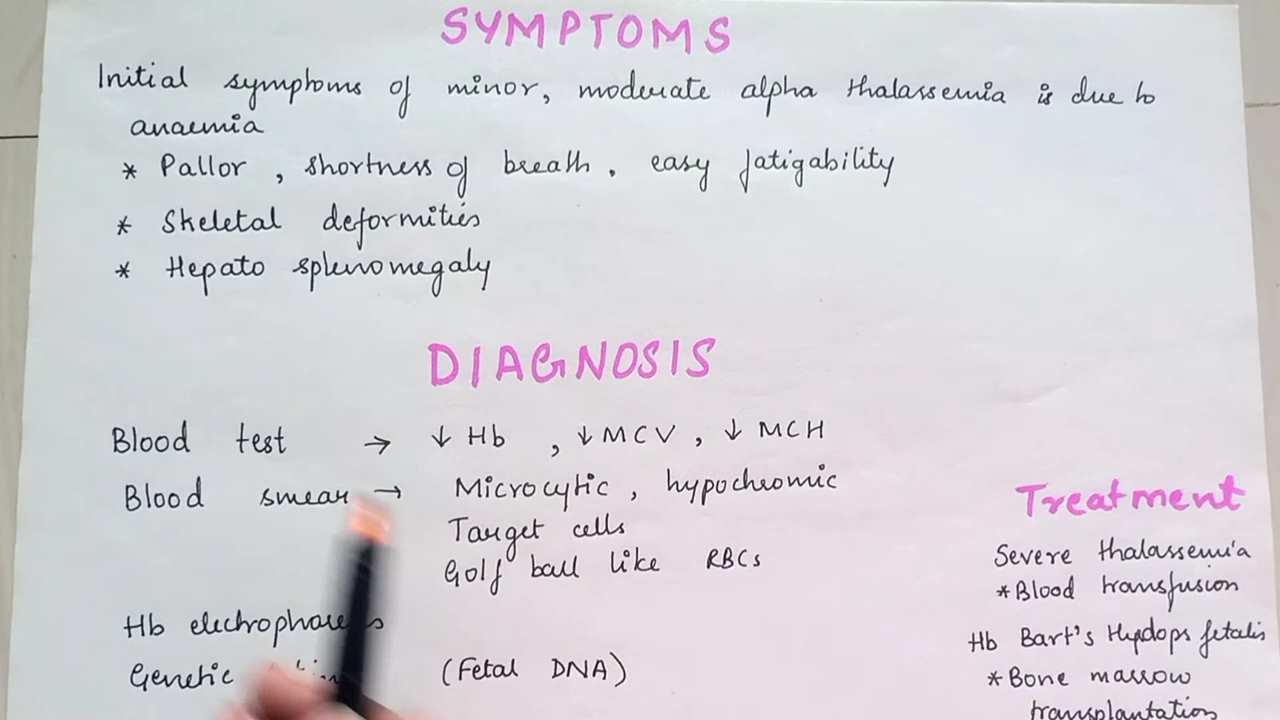 SYMPTOMS
Initial symptoms of minor, moderate alpha thalassemia is due to
anaemia
* Pallor , shortness of breath , easy fatigability
* Skeletal deformities
* Hepato splenomegaly
DIAGNOSIS
Blood test → ↓ Hb , ↓ MCV , ↓ MCH
Blood smear → Microcytic , hypochromic
Target cells
Golf ball like RBCs
Hb electrophoresis
Genetic (Fetal DNA)
Treatment
Severe thalassemia
* Blood transfusion
Hb Bart's Hydops fetalis
* Bone marrow
transplantation